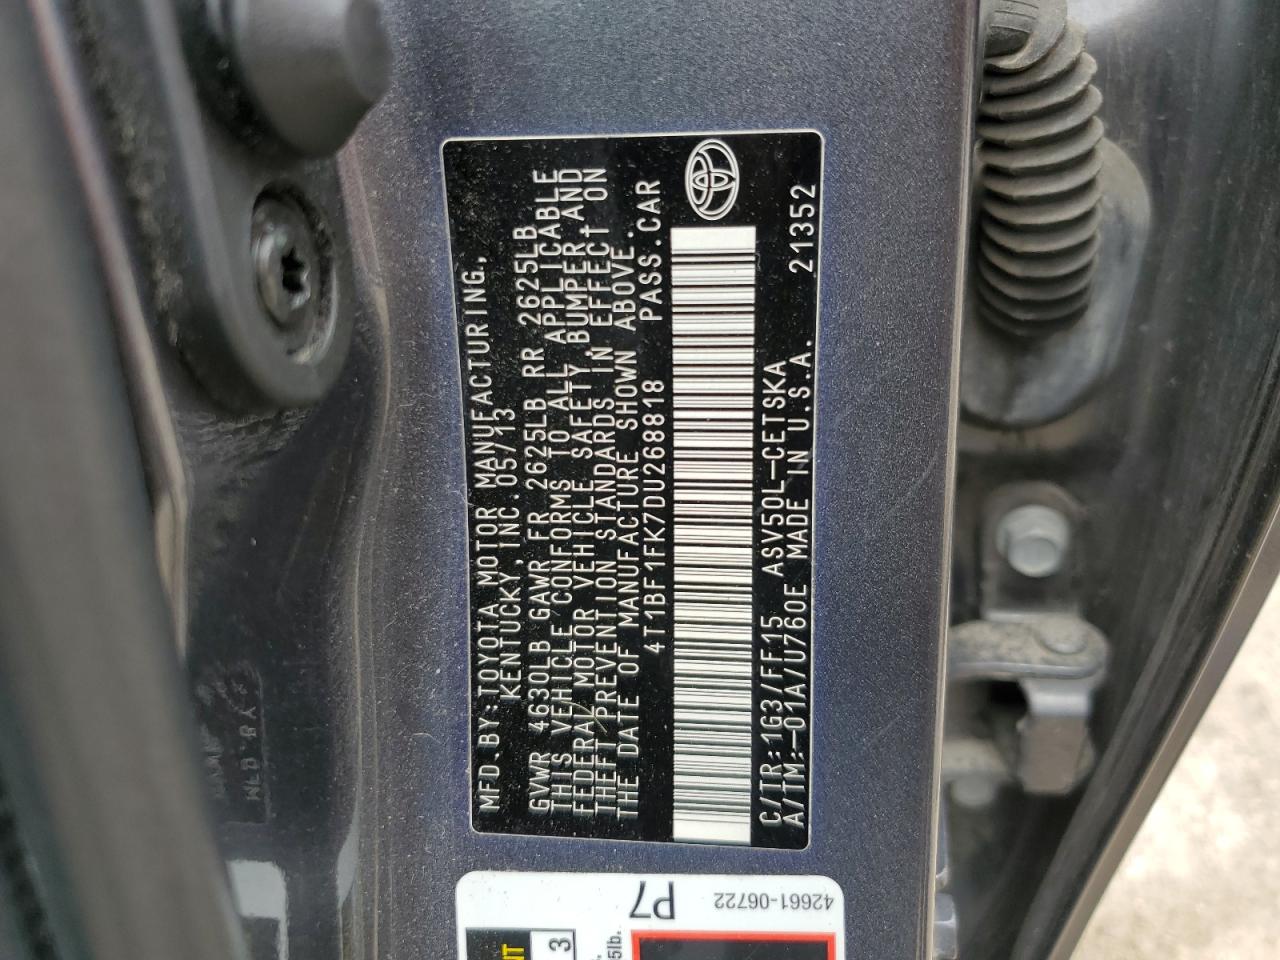 MFD.BY:TOYOTA MOTOR MANUFACTURING,
KENTUCKY, INC.05/13
GVWR 4630LB GAWR FR 2625LB RR 2625LB
THIS VEHICLE CONFORMS TO ALL APPLICABLE
FEDERAL MOTOR VEHICLE SAFETY,BUMPER,AND
THEFT PREVENTION STANDARDS IN EFFECT ON
THE DATE OF MANUFACTURE SHOWN ABOVE.
4T1BF1FK7DU268818 PASS.CAR
C/TR:1G3/FF15 ASV50L-CETSKA
A/TM:-01A/U760E MADE IN U.S.A. 21352
42661-06722
P7
5lb.
3
NT